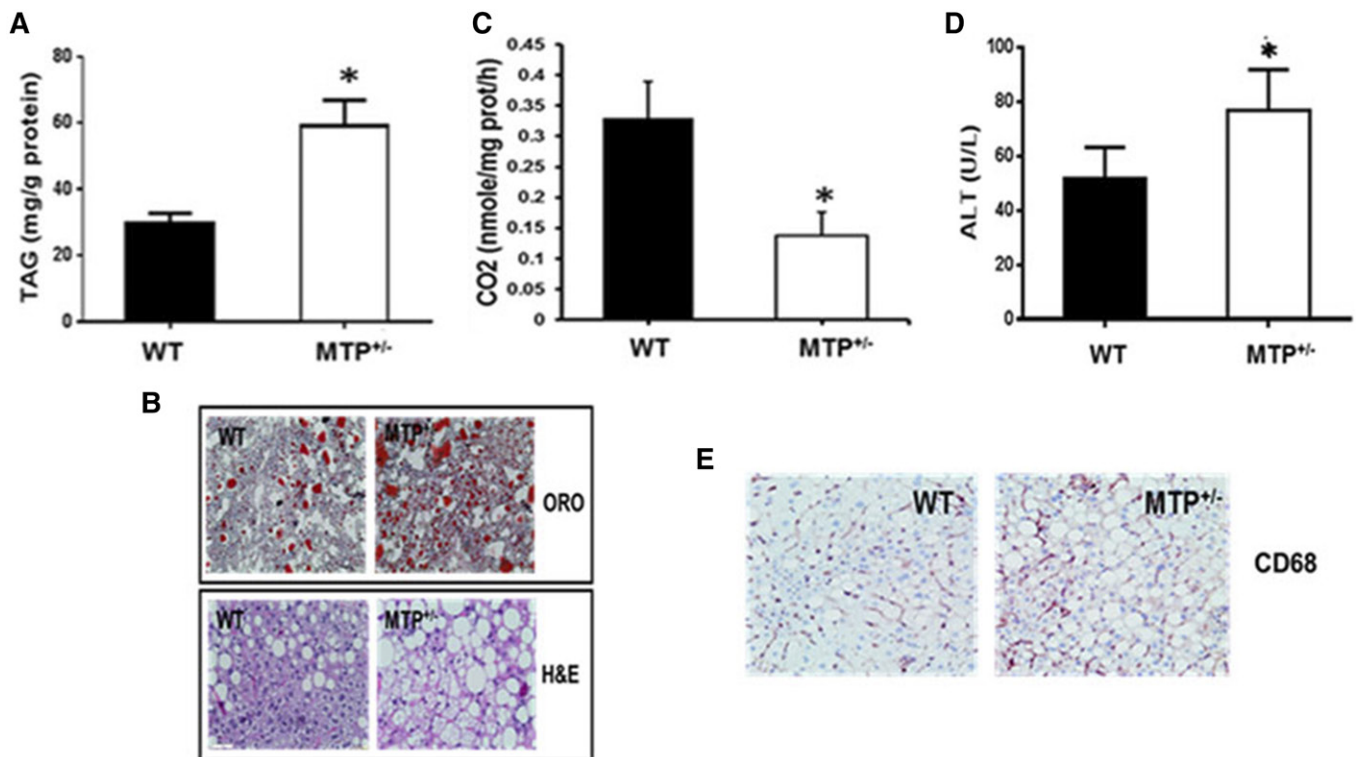 A
TAG (mg/g protein)
80
60
40
20
0
*
WT
MTP+/-
C
CO2 (nmole/mg prot/h)
0.45
0.4
0.35
0.3
0.25
0.2
0.15
0.1
0.05
0
*
WT
MTP+/-
D
ALT (U/L)
100
80
60
40
20
0
*
WT
MTP+/-
B
WT
MTP+
ORO
WT
MTP+/-
H&E
E
WT
MTP+/-
CD68